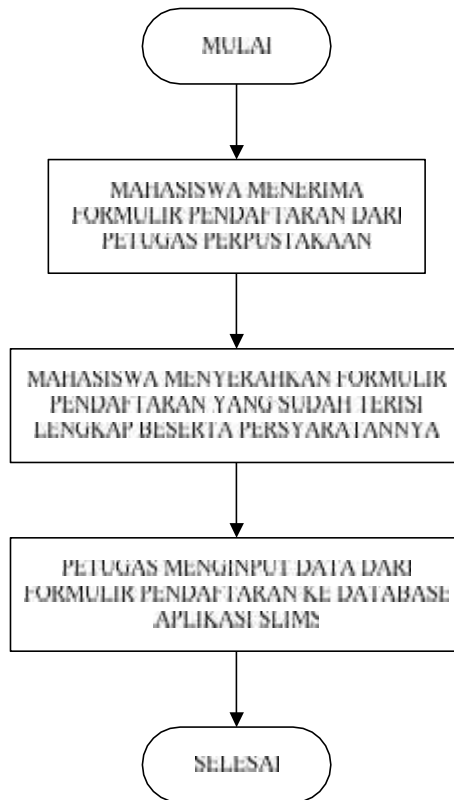 MULAI
MAHASISWA MENERIMA
FORMULIR PENDAFTARAN DARI
PETUGAS PERPUSTAKAAN
MAHASISWA MENYERAHKAN FORMULIR
PENDAFTARAN YANG SUDAH TERISI
LENGKAP BESERTA PERSYARATANNYA
PETUGAS MENGINPUT DATA DARI
FORMULIR PENDAFTARAN KE DATABASE
APLIKASI SLIMS
SELESAI